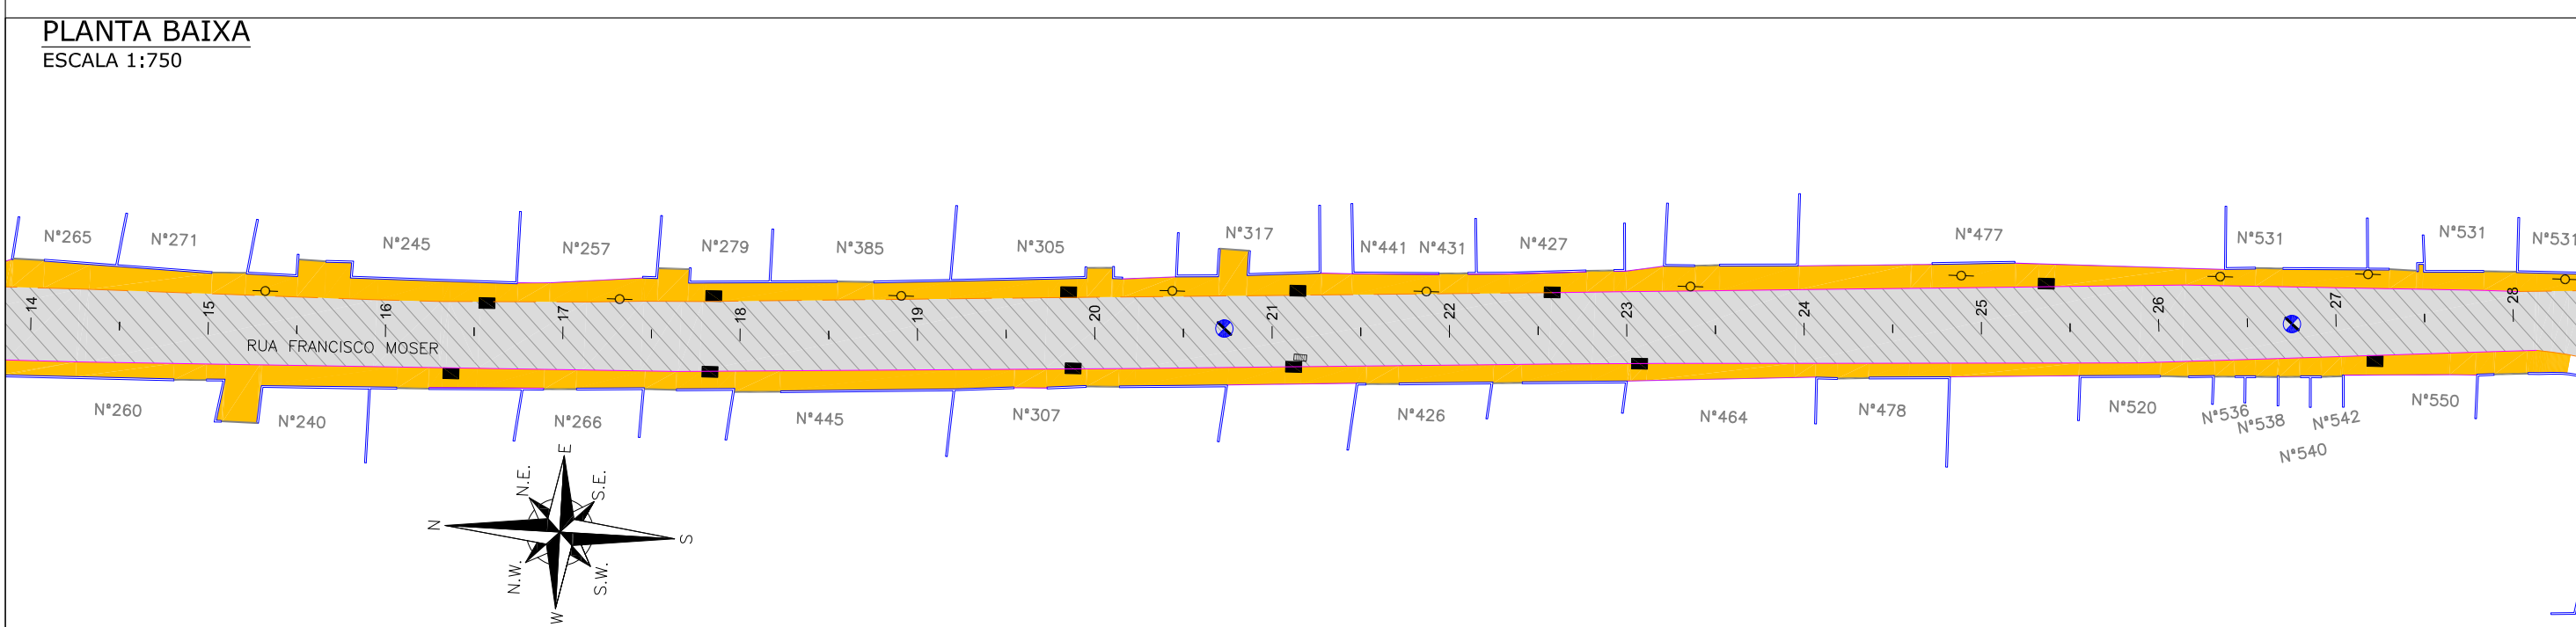 PLANTA BAIXA
ESCALA 1:750
N°265
N°271
N°245
N°257
N°279
N°385
N°305
N°317
N°441
N°431
N°427
N°477
N°531
N°531
N°531
14
15
16
17
18
19
20
21
22
23
24
25
26
27
28
RUA FRANCISCO MOSER
N°260
N°240
N°266
N°445
N°307
N°426
N°464
N°478
N°520
N°536
N°538
N°540
N°542
N°550
E
N.E.
S.E.
N
S
N.W.
S.W.
W